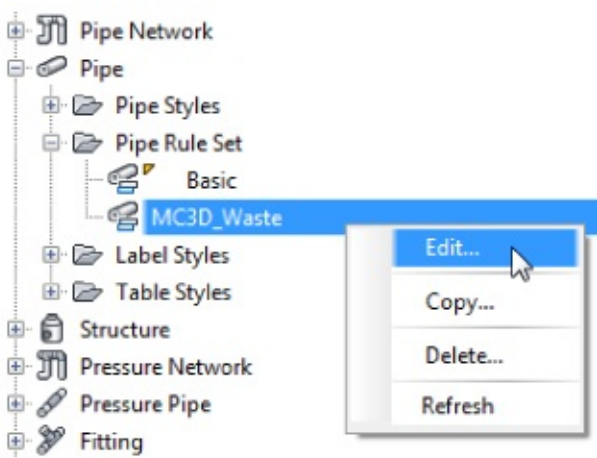 Pipe Network
Pipe
Pipe Styles
Pipe Rule Set
Basic
MC3D_Waste
Edit...
Label Styles
Copy...
Table Styles
Structure
Delete...
Pressure Network
Pressure Pipe
Refresh
Fitting